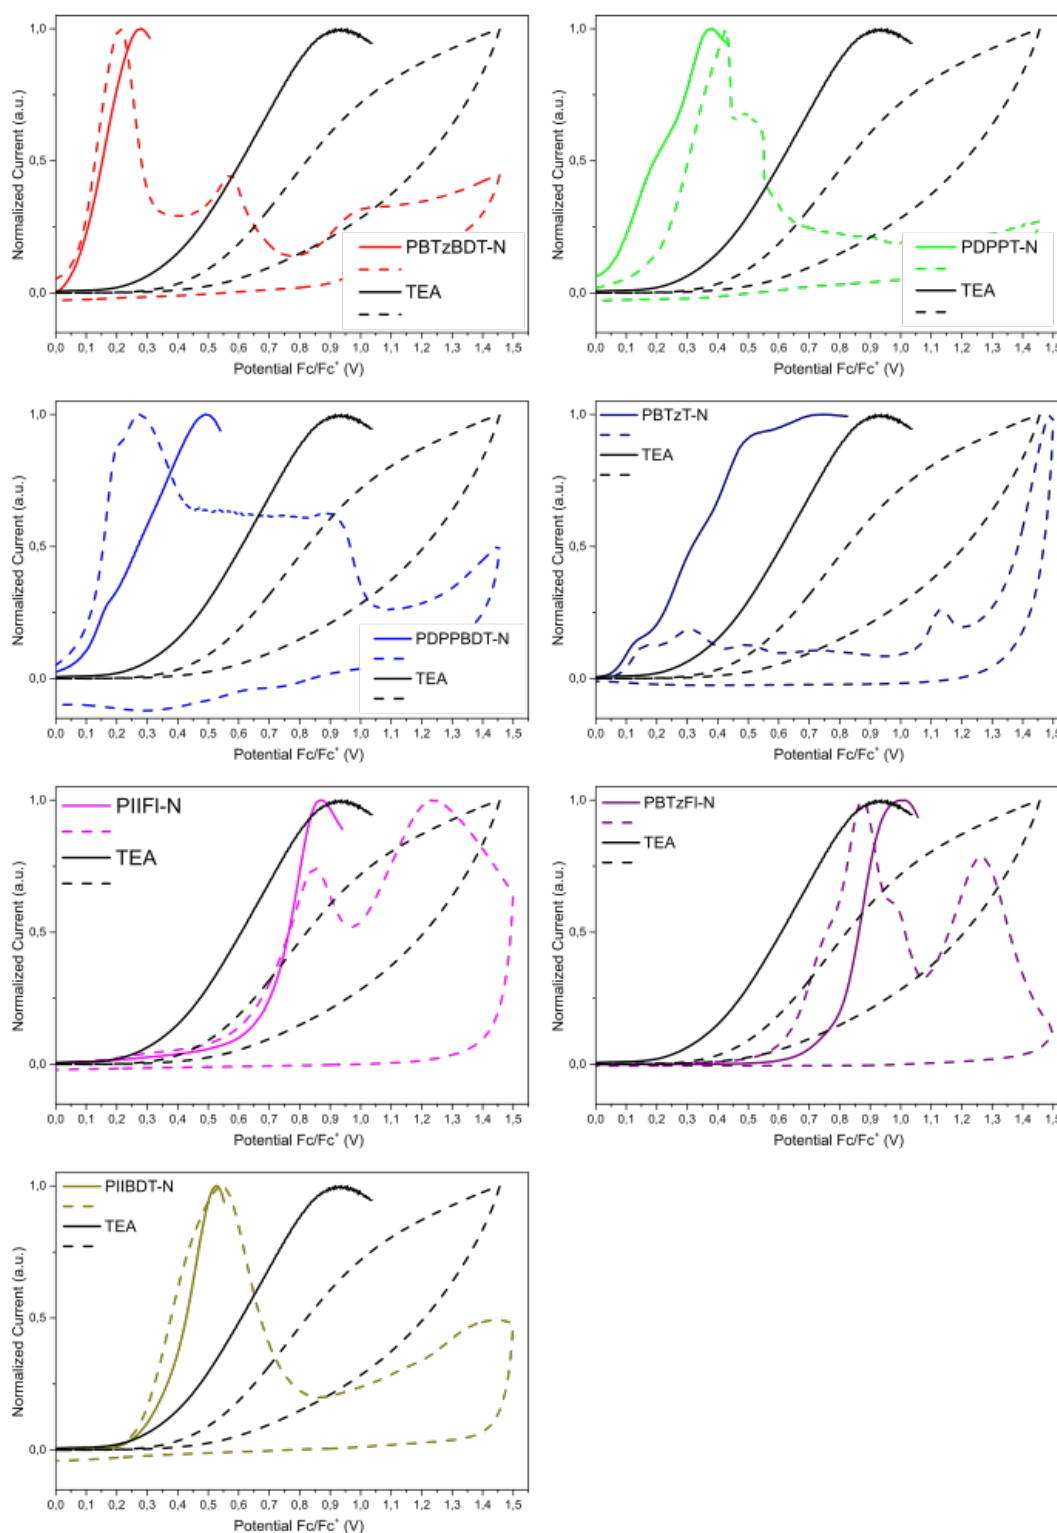 1,0
0,5
0,0
Normalized Current (a.u.)
PBTzBDT-N
TEA
0,0 0,1 0,2 0,3 0,4 0,5 0,6 0,7 0,8 0,9 1,0 1,1 1,2 1,3 1,4 1,5
Potential Fc/Fc⁺ (V)
1,0
0,5
0,0
Normalized Current (a.u.)
PDPPT-N
TEA
0,0 0,1 0,2 0,3 0,4 0,5 0,6 0,7 0,8 0,9 1,0 1,1 1,2 1,3 1,4 1,5
Potential Fc/Fc⁺ (V)
1,0
0,5
0,0
Normalized Current (a.u.)
PDPPBDT-N
TEA
0,0 0,1 0,2 0,3 0,4 0,5 0,6 0,7 0,8 0,9 1,0 1,1 1,2 1,3 1,4 1,5
Potential Fc/Fc⁺ (V)
1,0
0,5
0,0
Normalized Current (a.u.)
PBTzT-N
TEA
0,0 0,1 0,2 0,3 0,4 0,5 0,6 0,7 0,8 0,9 1,0 1,1 1,2 1,3 1,4 1,5
Potential Fc/Fc⁺ (V)
1,0
0,5
0,0
Normalized Current (a.u.)
PIIFl-N
TEA
0,0 0,1 0,2 0,3 0,4 0,5 0,6 0,7 0,8 0,9 1,0 1,1 1,2 1,3 1,4 1,5
Potential Fc/Fc⁺ (V)
1,0
0,5
0,0
Normalized Current (a.u.)
PBTzFl-N
TEA
0,0 0,1 0,2 0,3 0,4 0,5 0,6 0,7 0,8 0,9 1,0 1,1 1,2 1,3 1,4 1,5
Potential Fc/Fc⁺ (V)
1,0
0,5
0,0
Normalized Current (a.u.)
PIIBDT-N
TEA
0,0 0,1 0,2 0,3 0,4 0,5 0,6 0,7 0,8 0,9 1,0 1,1 1,2 1,3 1,4 1,5
Potential Fc/Fc⁺ (V)